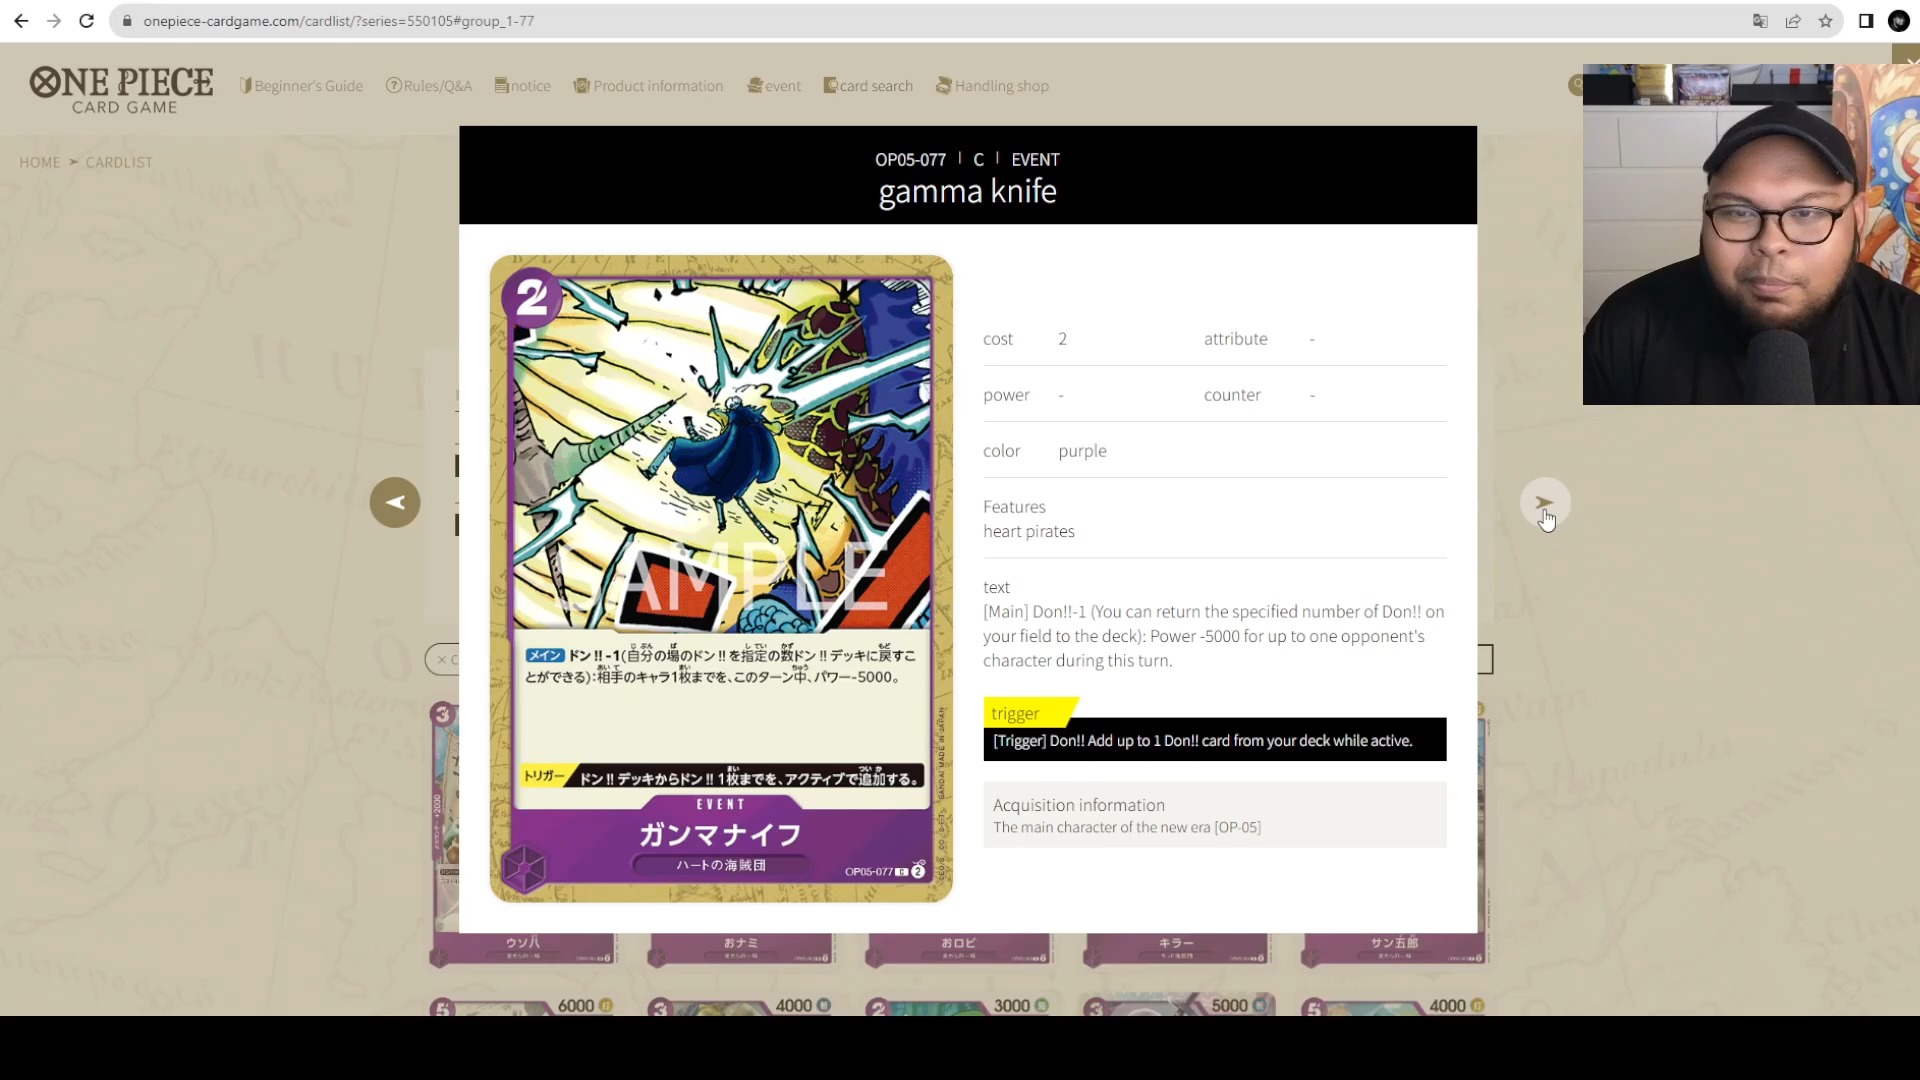 onepiece-cardgame.com/cardlist/?series=550105#group_1-77
ONE PIECE
CARD GAME
Beginner's Guide
Rules/Q&A
notice
Product information
event
card search
Handling shop
HOME ➤ CARDLIST
OP05-077 | C | EVENT
gamma knife
2
SAMPLE
メイン ドン!!-1(自分の場のドン!!を指定の数ドン!!デッキに戻すこ
とができる):相手のキャラ1枚までを、このターン中、パワー-5000。
トリガー ドン!!デッキからドン!!1枚までを、アクティブで追加する。
EVENT
ガンマナイフ
ハートの海賊団
OP05-077 C 2
cost 2 attribute -
power - counter -
color purple
Features
heart pirates
text
[Main] Don!!-1 (You can return the specified number of Don!! on
your field to the deck): Power -5000 for up to one opponent's
character during this turn.
trigger
[Trigger] Don!! Add up to 1 Don!! card from your deck while active.
Acquisition information
The main character of the new era [OP-05]
3
ウソ八
おナミ
おロビ
キラー
サン五郎
5 6000
3 4000
2 3000
3 5000
5 4000